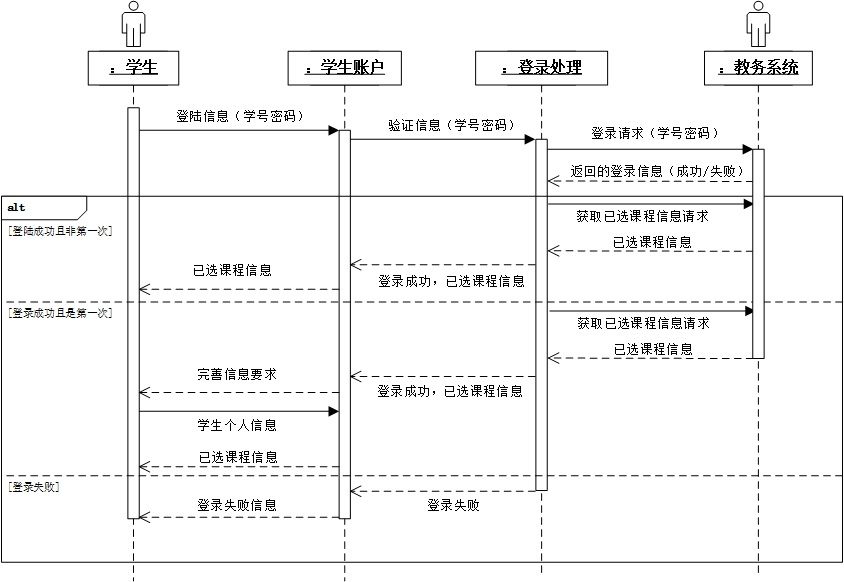 ：学生
：学生账户
：登录处理
：教务系统
登陆信息（学号密码）
验证信息（学号密码）
登录请求（学号密码）
返回的登录信息（成功/失败）
alt
[登陆成功且非第一次]
获取已选课程信息请求
已选课程信息
登录成功，已选课程信息
已选课程信息
[登录成功且是第一次]
获取已选课程信息请求
已选课程信息
登录成功，已选课程信息
完善信息要求
学生个人信息
已选课程信息
[登录失败]
登录失败
登录失败信息